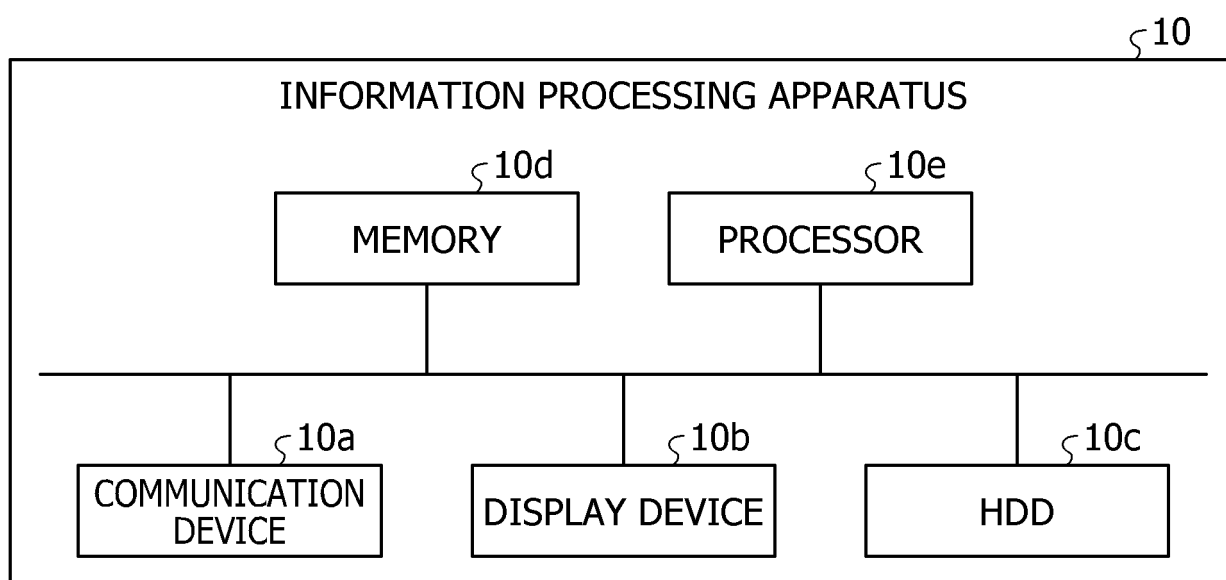 10
INFORMATION PROCESSING APPARATUS
10d
10e
MEMORY
PROCESSOR
10a
10b
10c
COMMUNICATION
DEVICE
DISPLAY DEVICE
HDD